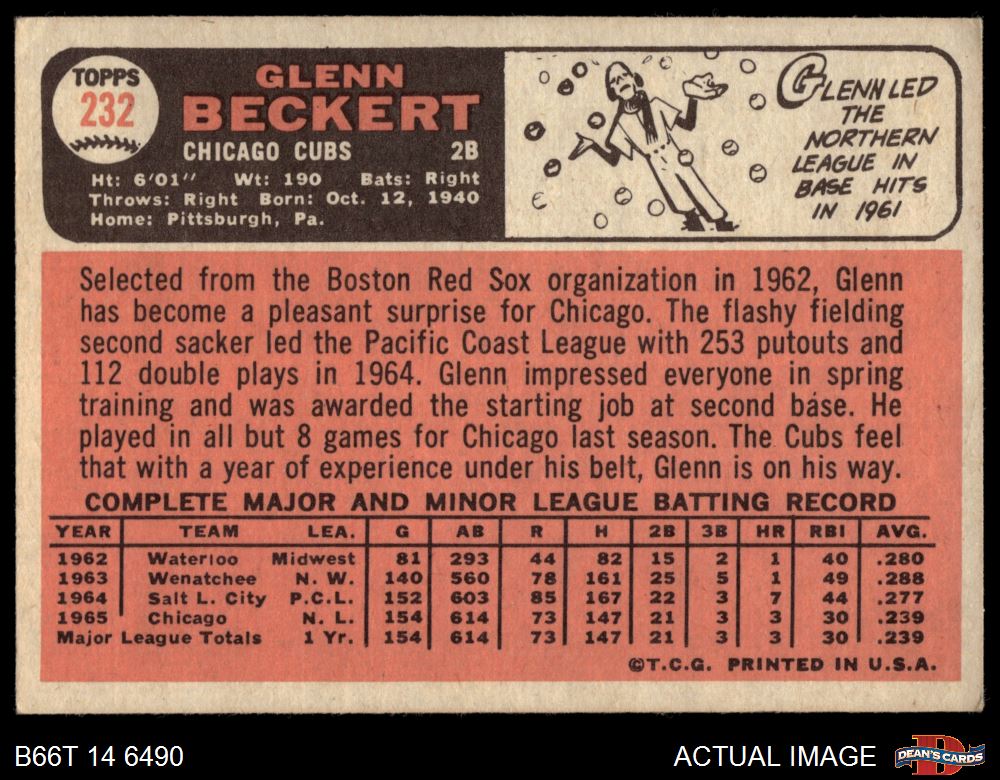 TOPPS
232
GLENN
BECKERT
CHICAGO CUBS 2B
Ht: 6'01" Wt: 190 Bats: Right
Throws: Right Born: Oct. 12, 1940
Home: Pittsburgh, Pa.
GLENN LED
THE
NORTHERN
LEAGUE IN
BASE HITS
IN 1961
Selected from the Boston Red Sox organization in 1962, Glenn
has become a pleasant surprise for Chicago. The flashy fielding
second sacker led the Pacific Coast League with 253 putouts and
112 double plays in 1964. Glenn impressed everyone in spring
training and was awarded the starting job at second base. He
played in all but 8 games for Chicago last season. The Cubs feel
that with a year of experience under his belt, Glenn is on his way.
COMPLETE MAJOR AND MINOR LEAGUE BATTING RECORD
YEAR TEAM LEA. G AB R H 2B 3B HR RBI AVG.
1962 Waterloo Midwest 81 293 44 82 15 2 1 40 .280
1963 Wenatchee N. W. 140 560 78 161 25 5 1 49 .288
1964 Salt L. City P.C.L. 152 603 85 167 22 3 7 44 .277
1965 Chicago N. L. 154 614 73 147 21 3 3 30 .239
Major League Totals 1 Yr. 154 614 73 147 21 3 3 30 .239
©T.C.G. PRINTED IN U.S.A.
B66T 14 6490 ACTUAL IMAGE DEAN'S CARDS